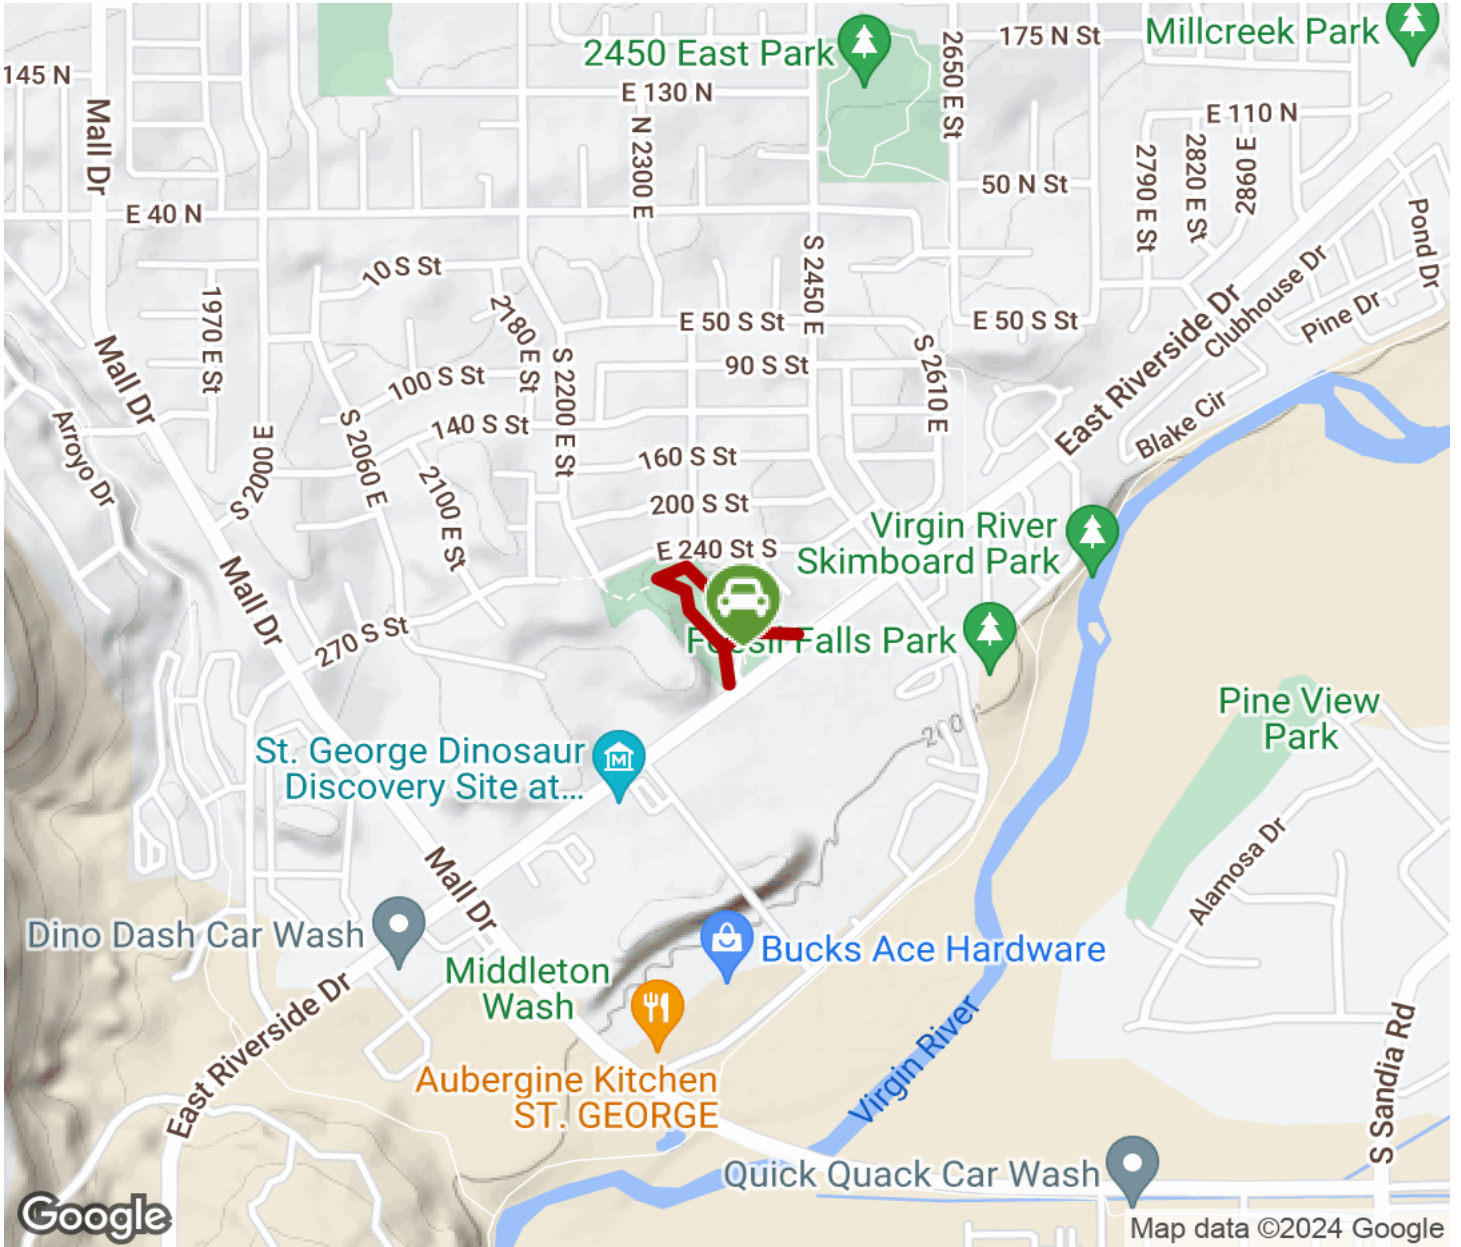 2450 East Park
175 N St
Millcreek Park
145 N
E 130 N
2650 E St
E 110 N
Mall Dr
N 2300 E
2790 E St
2820 E St
2860 E
50 N St
E 40 N
Pond Dr
10 S St
S 2450 E
1970 E St
2180 E St
E 50 S St
E 50 S St
East Riverside Dr
Clubhouse Dr
Pine Dr
Mall Dr
S 2200 E St
90 S St
S 2610 E
100 S St
140 S St
Arroyo Dr
S 2000 E
S 2060 E
2100 E St
160 S St
Blake Cir
200 S St
E 240 St S
Virgin River
Skimboard Park
Mall Dr
270 S St
Fossil Falls Park
Pine View
Park
St. George Dinosaur
Discovery Site at...
Mall Dr
Alamosa Dr
Dino Dash Car Wash
Bucks Ace Hardware
Middleton
Wash
East Riverside Dr
Virgin River
S Sandia Rd
Aubergine Kitchen
ST. GEORGE
Quick Quack Car Wash
Google
Map data ©2024 Google